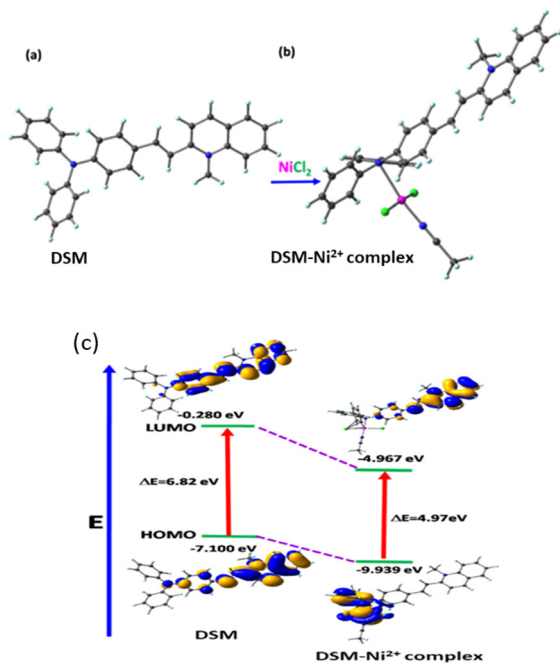 (a)
(b)
NiCl2
DSM
DSM-Ni²⁺ complex
(c)
-0.280 eV
LUMO
-4.967 eV
ΔE=6.82 eV
ΔE=4.97eV
E
HOMO
-7.100 eV
-9.939 eV
DSM
DSM-Ni²⁺ complex